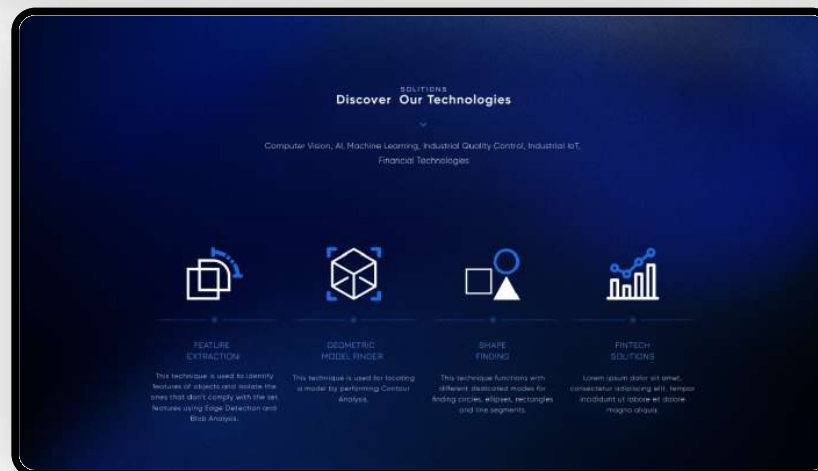 SOLITIONS
Discover Our Technologies
Computer Vision, AI, Machine Learning, Industrial Quality Control, Industrial IoT,
Financial Technologies
FEATURE
EXTRACTION
This technique is used to identify
features of objects and isolate the
ones that don't comply with the set
features using Edge Detection and
Blob Analysis.
GEOMETRIC
MODEL FINDER
This technique is used for locating
a model by performing Contour
Analysis.
SHAPE
FINDING
This technique functions with
different dedicated modes for
finding circles, ellipses, rectangles
and line segments.
FINTECH
SOLUTIONS
Lorem ipsum dolor sit amet,
consectetur adipiscing elit, tempor
incididunt ut labore et dolore
magna aliqua.